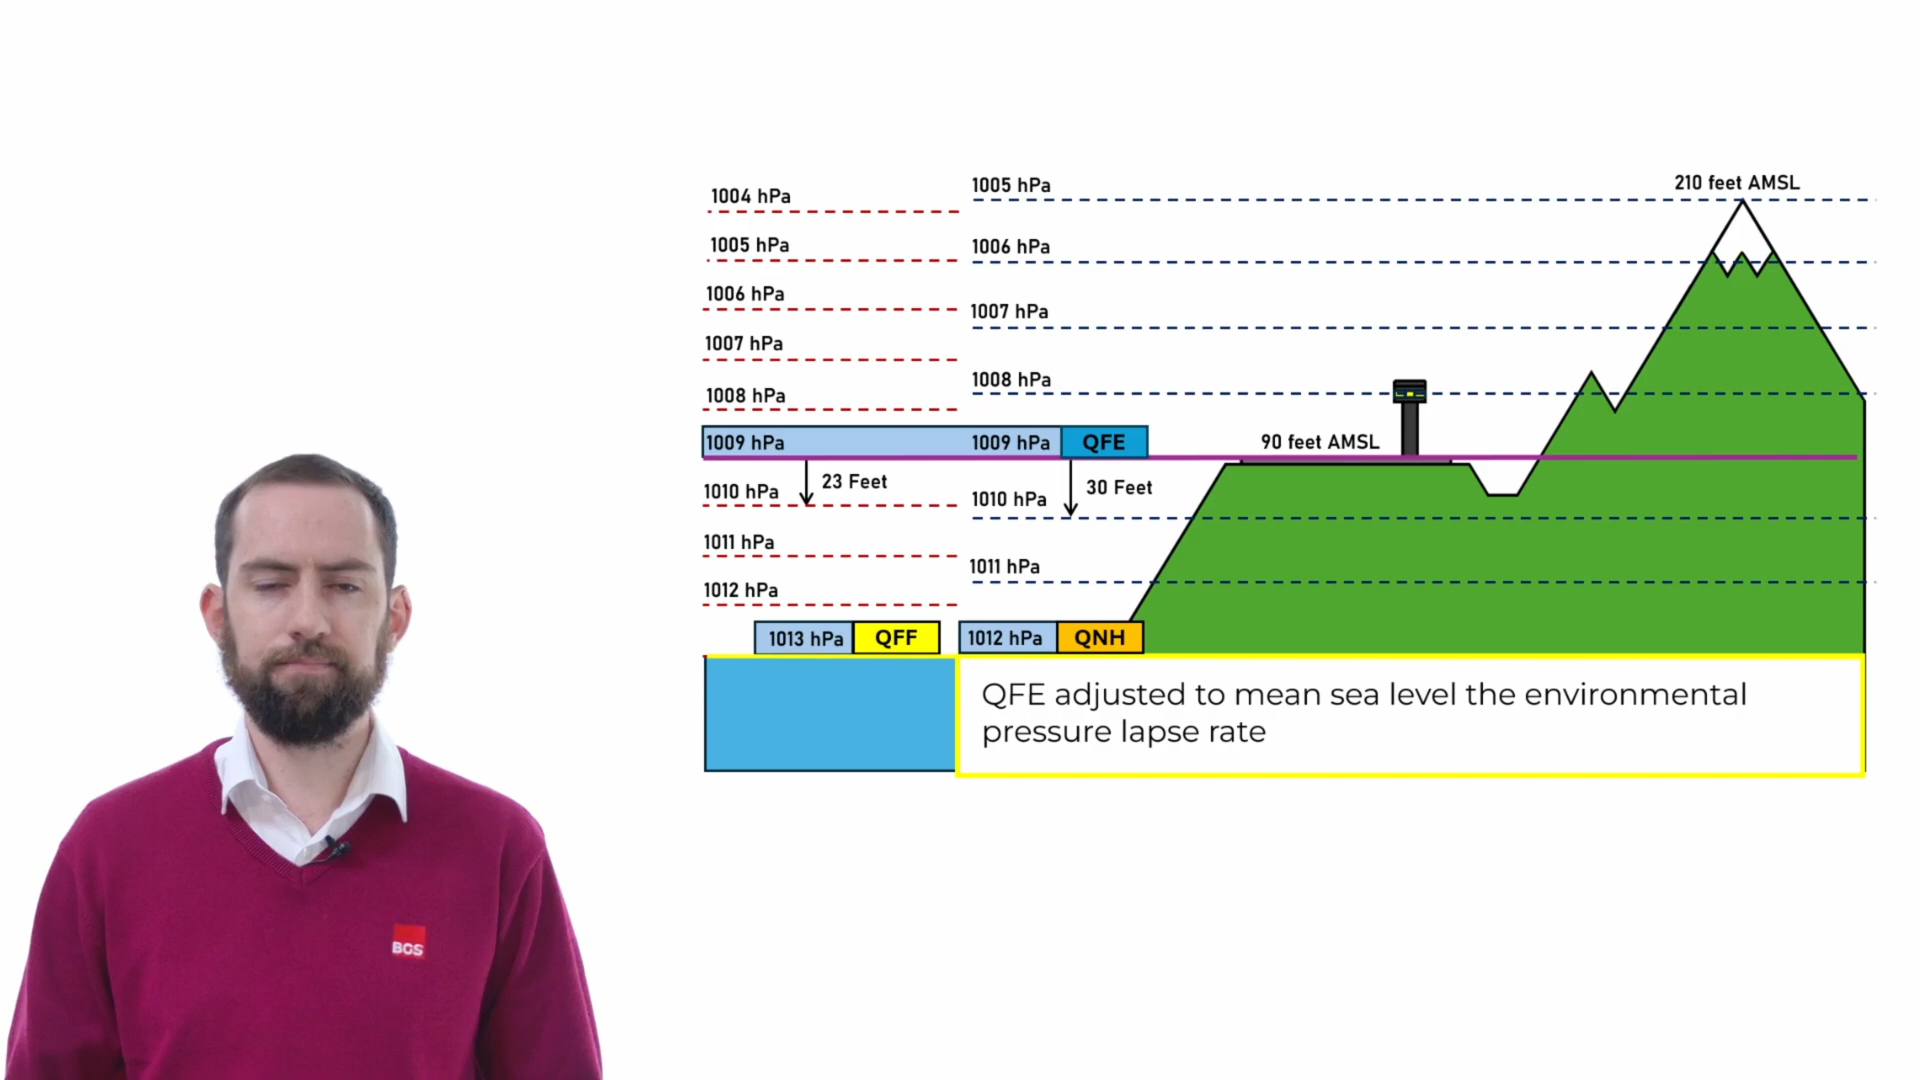 1004 hPa
1005 hPa
1006 hPa
1007 hPa
1008 hPa
1009 hPa
1010 hPa
1011 hPa
1012 hPa
1013 hPa QFF
23 Feet
1005 hPa
1006 hPa
1007 hPa
1008 hPa
1009 hPa QFE
1010 hPa
30 Feet
1011 hPa
1012 hPa QNH
210 feet AMSL
90 feet AMSL
QFE adjusted to mean sea level the environmental
pressure lapse rate
BGS